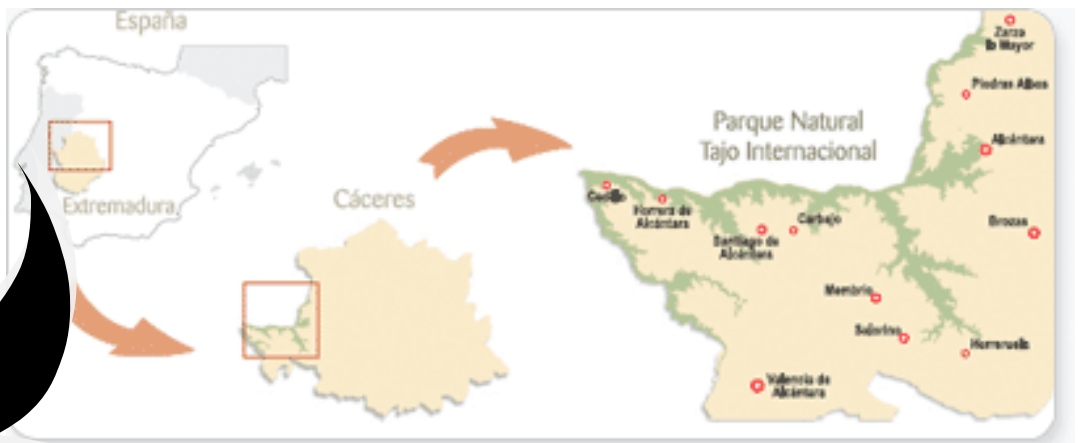 España
Extremadura
Cáceres
Parque Natural
Tajo Internacional
Zarza
la Mayor
Piedras Albas
Alcántara
Brozas
Cedillo
Herrera de
Alcántara
Santiago de
Alcántara
Carbajo
Membrío
Salorino
Herreruela
Valencia de
Alcántara